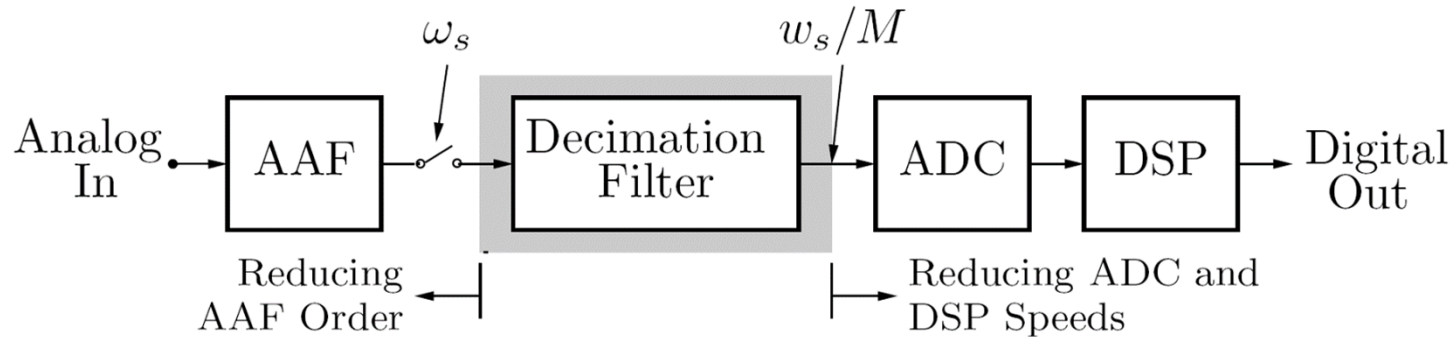 ω_s
w_s/M
Analog
In
AAF
Decimation
Filter
ADC
DSP
Digital
Out
Reducing
AAF Order
Reducing ADC and
DSP Speeds